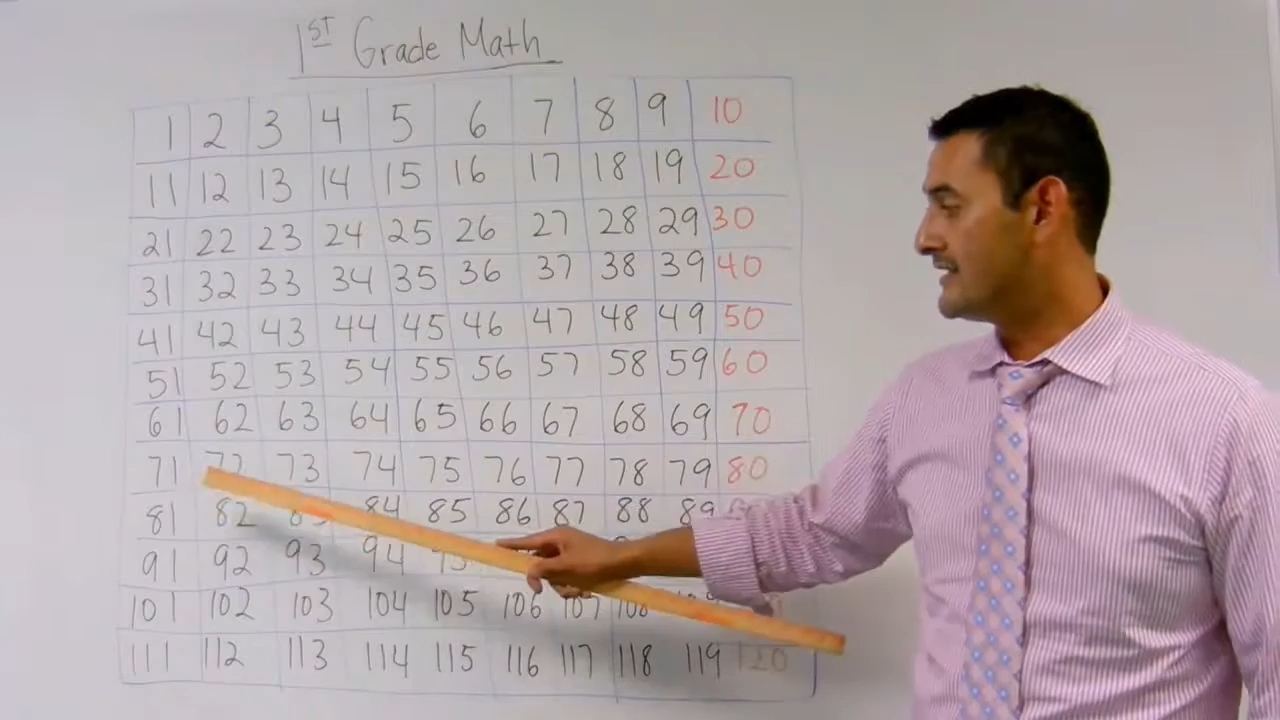 1ST Grade Math
1 2 3 4 5 6 7 8 9 10
11 12 13 14 15 16 17 18 19 20
21 22 23 24 25 26 27 28 29 30
31 32 33 34 35 36 37 38 39 40
41 42 43 44 45 46 47 48 49 50
51 52 53 54 55 56 57 58 59 60
61 62 63 64 65 66 67 68 69 70
71 72 73 74 75 76 77 78 79 80
81 82 83 84 85 86 87 88 89
91 92 93 94 95
101 102 103 104 105 106 107 108 109
111 112 113 114 115 116 117 118 119 120